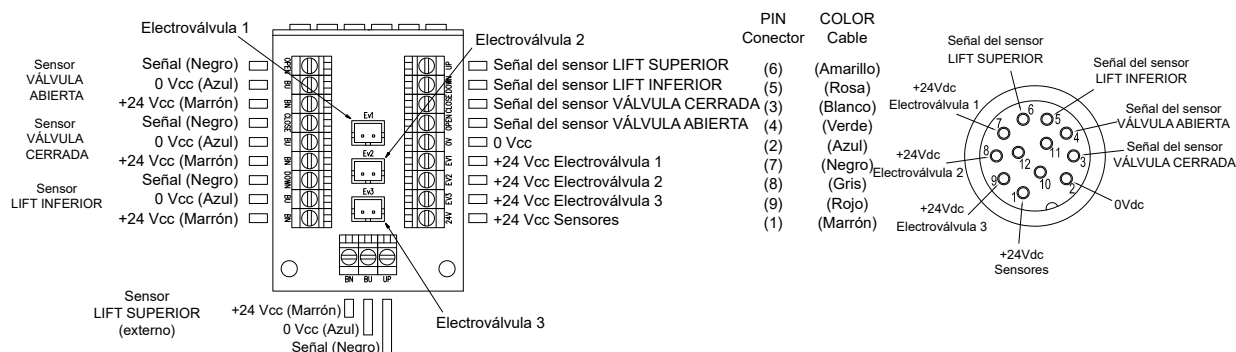 Electroválvula 1
Electroválvula 2
Sensor
VÁLVULA
ABIERTA
Señal (Negro)
0 Vcc (Azul)
+24 Vcc (Marrón)
Sensor
VÁLVULA
CERRADA
Señal (Negro)
0 Vcc (Azul)
+24 Vcc (Marrón)
Sensor
LIFT INFERIOR
Señal (Negro)
0 Vcc (Azul)
+24 Vcc (Marrón)
OPEN
BU
BN
CLOSE
BU
BN
DOWN
BU
BN
Ev1
Ev2
Ev3
UP
DOWN
CLOSE
OPEN
0V
EV1
EV2
EV3
24V
BN BU UP
Señal del sensor LIFT SUPERIOR
Señal del sensor LIFT INFERIOR
Señal del sensor VÁLVULA CERRADA
Señal del sensor VÁLVULA ABIERTA
0 Vcc
+24 Vcc Electroválvula 1
+24 Vcc Electroválvula 2
+24 Vcc Electroválvula 3
+24 Vcc Sensores
Sensor
LIFT SUPERIOR
(externo)
+24 Vcc (Marrón)
0 Vcc (Azul)
Señal (Negro)
Electroválvula 3
PIN COLOR
Conector Cable
(6) (Amarillo)
(5) (Rosa)
(3) (Blanco)
(4) (Verde)
(2) (Azul)
(7) (Negro)
(8) (Gris)
(9) (Rojo)
(1) (Marrón)
Señal del sensor
LIFT SUPERIOR
Señal del sensor
LIFT INFERIOR
+24Vdc
Electroválvula 1
Señal del sensor
VÁLVULA ABIERTA
+24Vdc
Electroválvula 2
Señal del sensor
VÁLVULA CERRADA
+24Vdc
Electroválvula 3
0Vdc
+24Vdc
Sensores
6
5
7
4
11
8
3
12
9
10
2
1